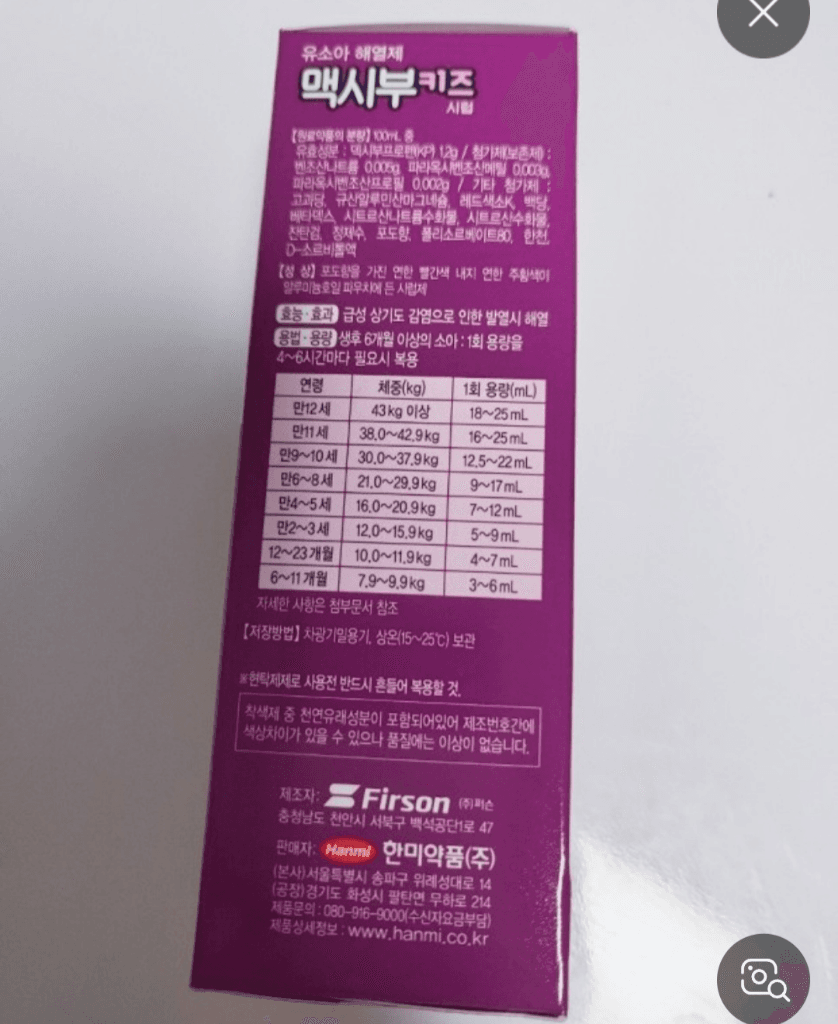 유소아 해열제
맥시부키즈
시럽
【원료약품의 분량】 100mL 중
유효성분 : 덱시부프로펜(KP) 1.2g / 첨가제(보존제) :
벤조산나트륨 0.005g, 파라옥시벤조산메틸 0.003g,
파라옥시벤조산프로필 0.002g / 기타 첨가제 :
고과당, 규산알루민산마그네슘, 레드색소K, 백당,
베타덱스, 시트르산나트륨수화물, 시트르산수화물,
잔탄검, 정제수, 포도향, 폴리소르베이트80, 한천,
D-소르비톨액
【성 상】 포도향을 가진 연한 빨간색 내지 연한 주황색이
알루미늄호일 파우치에 든 시럽제
효능·효과 급성 상기도 감염으로 인한 발열시 해열
용법·용량 생후 6개월 이상의 소아 : 1회 용량을
4~6시간마다 필요시 복용
연령 체중(kg) 1회 용량(mL)
만12세 43kg 이상 18~25mL
만11세 38.0~42.9kg 16~25mL
만9~10세 30.0~37.9kg 12.5~22mL
만6~8세 21.0~29.9kg 9~17mL
만4~5세 16.0~20.9kg 7~12mL
만2~3세 12.0~15.9kg 5~9mL
12~23개월 10.0~11.9kg 4~7mL
6~11개월 7.9~9.9kg 3~6mL
자세한 사항은 첨부문서 참조
【저장방법】 차광기밀용기, 상온(15~25℃) 보관
※현탁제제로 사용전 반드시 흔들어 복용할 것.
착색제 중 천연유래성분이 포함되어있어 제조번호간에
색상차이가 있을 수 있으나 품질에는 이상이 없습니다.
제조자: Firson (주)퍼슨
충청남도 천안시 서북구 백석공단1로 47
판매자: Hanmi 한미약품(주)
(본사)서울특별시 송파구 위례성대로 14
(공장)경기도 화성시 팔탄면 무하로 214
제품문의 : 080-916-9000(수신자요금부담)
제품상세정보 : www.hanmi.co.kr